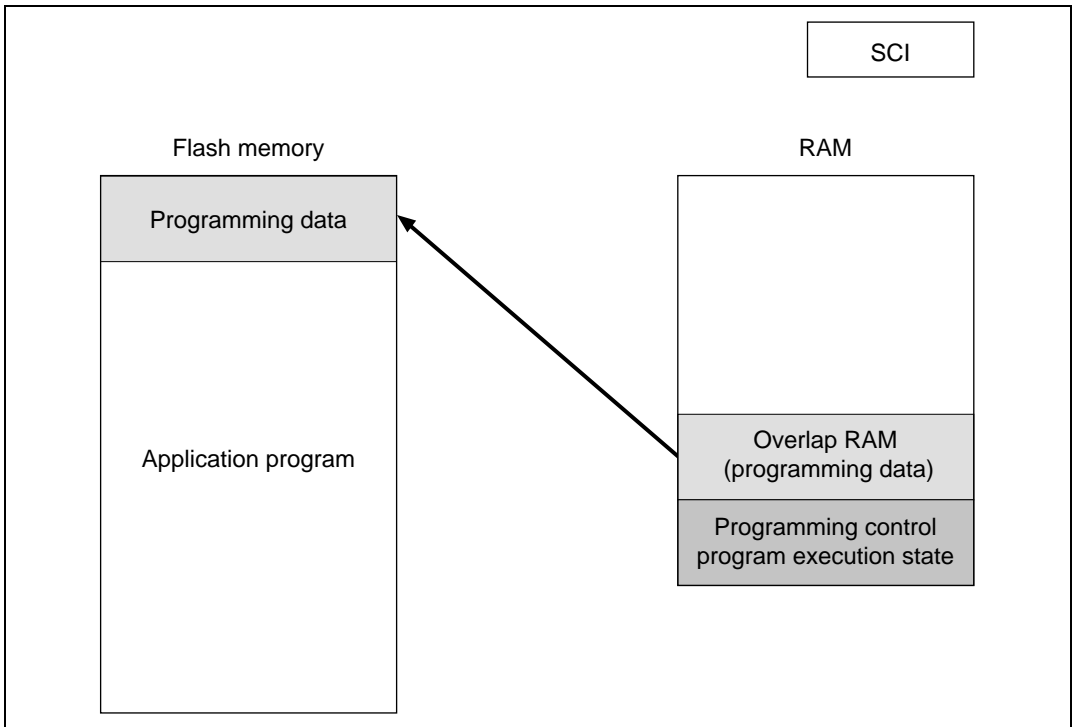 SCI
Flash memory
RAM
Programming data
Application program
Overlap RAM
(programming data)
Programming control
program execution state